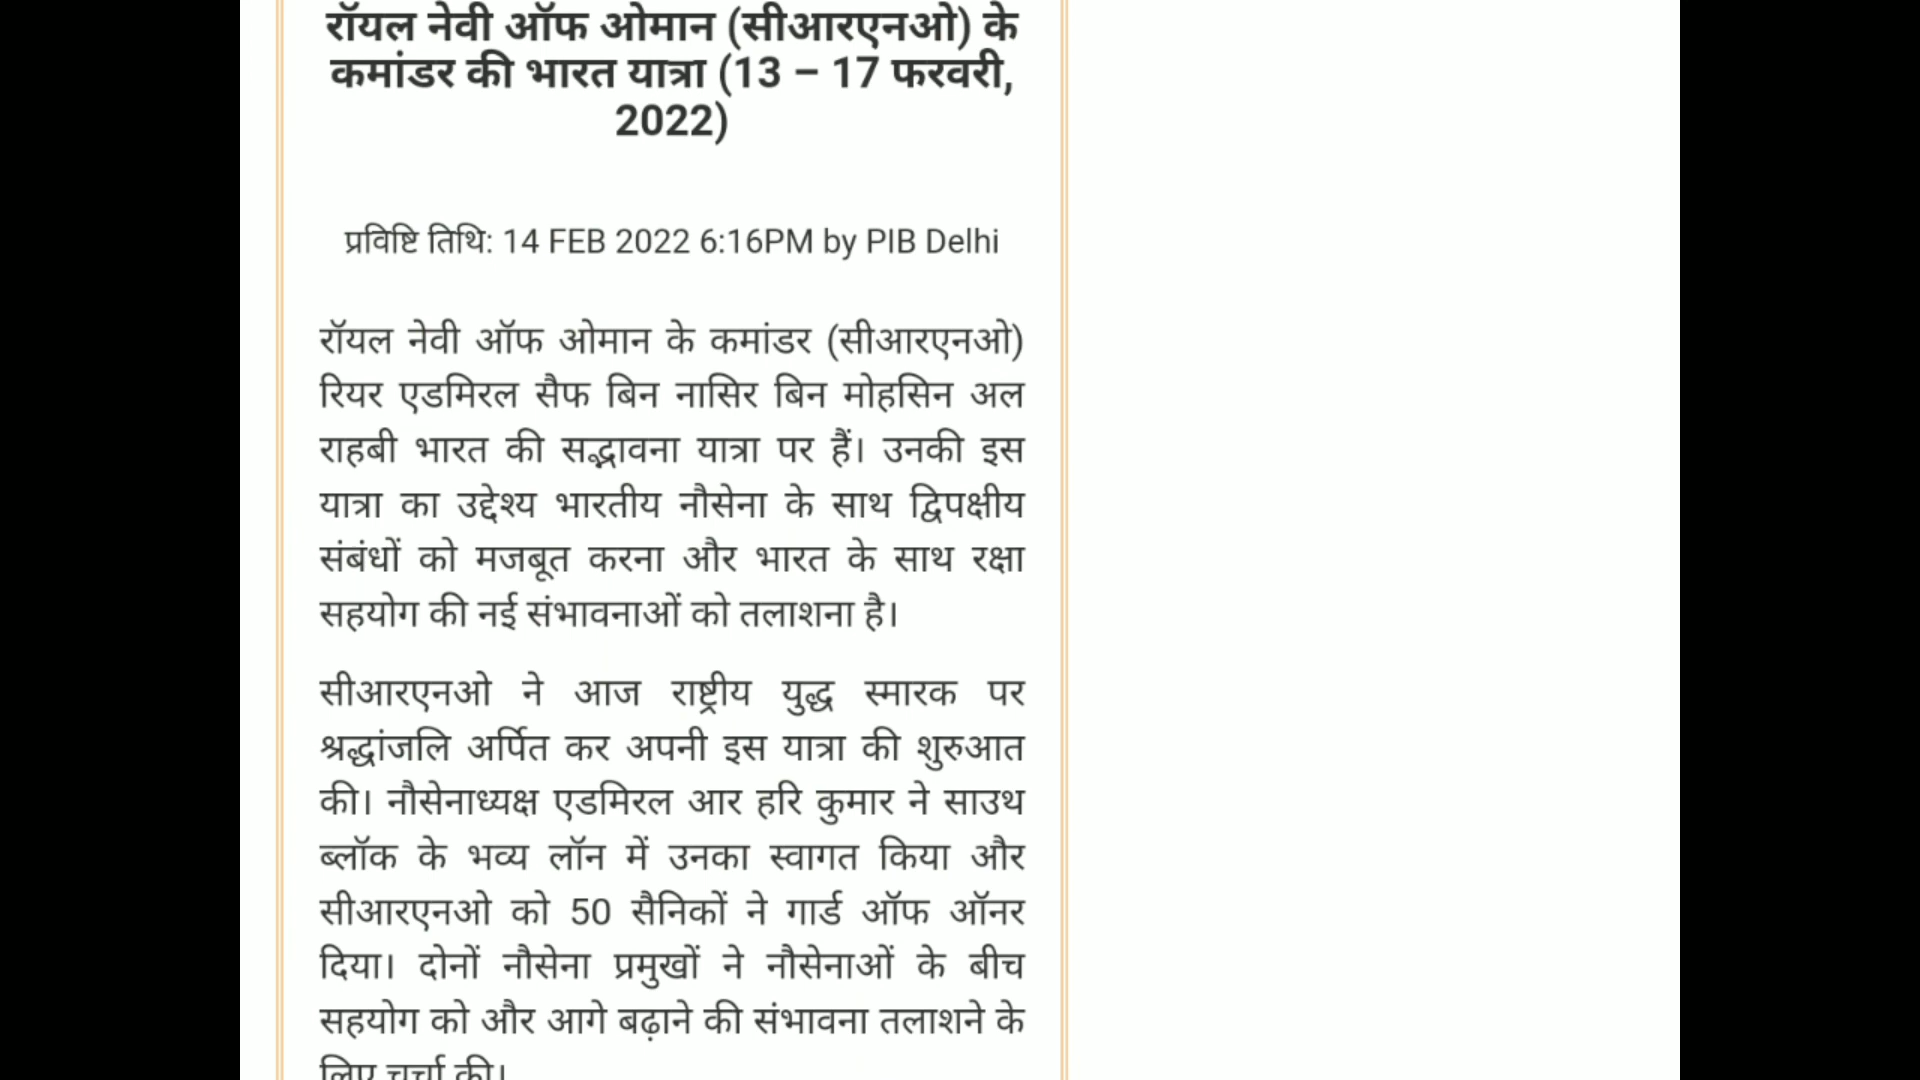 रॉयल नेवी ऑफ ओमान (सीआरएनओ) के
कमांडर की भारत यात्रा (13 – 17 फरवरी,
2022)
प्रविष्टि तिथि: 14 FEB 2022 6:16PM by PIB Delhi
रॉयल नेवी ऑफ ओमान के कमांडर (सीआरएनओ)
रियर एडमिरल सैफ बिन नासिर बिन मोहसिन अल
राहबी भारत की सद्भावना यात्रा पर हैं। उनकी इस
यात्रा का उद्देश्य भारतीय नौसेना के साथ द्विपक्षीय
संबंधों को मजबूत करना और भारत के साथ रक्षा
सहयोग की नई संभावनाओं को तलाशना है।
सीआरएनओ ने आज राष्ट्रीय युद्ध स्मारक पर
श्रद्धांजलि अर्पित कर अपनी इस यात्रा की शुरुआत
की। नौसेनाध्यक्ष एडमिरल आर हरि कुमार ने साउथ
ब्लॉक के भव्य लॉन में उनका स्वागत किया और
सीआरएनओ को 50 सैनिकों ने गार्ड ऑफ ऑनर
दिया। दोनों नौसेना प्रमुखों ने नौसेनाओं के बीच
सहयोग को और आगे बढ़ाने की संभावना तलाशने के
लिए चर्चा की।